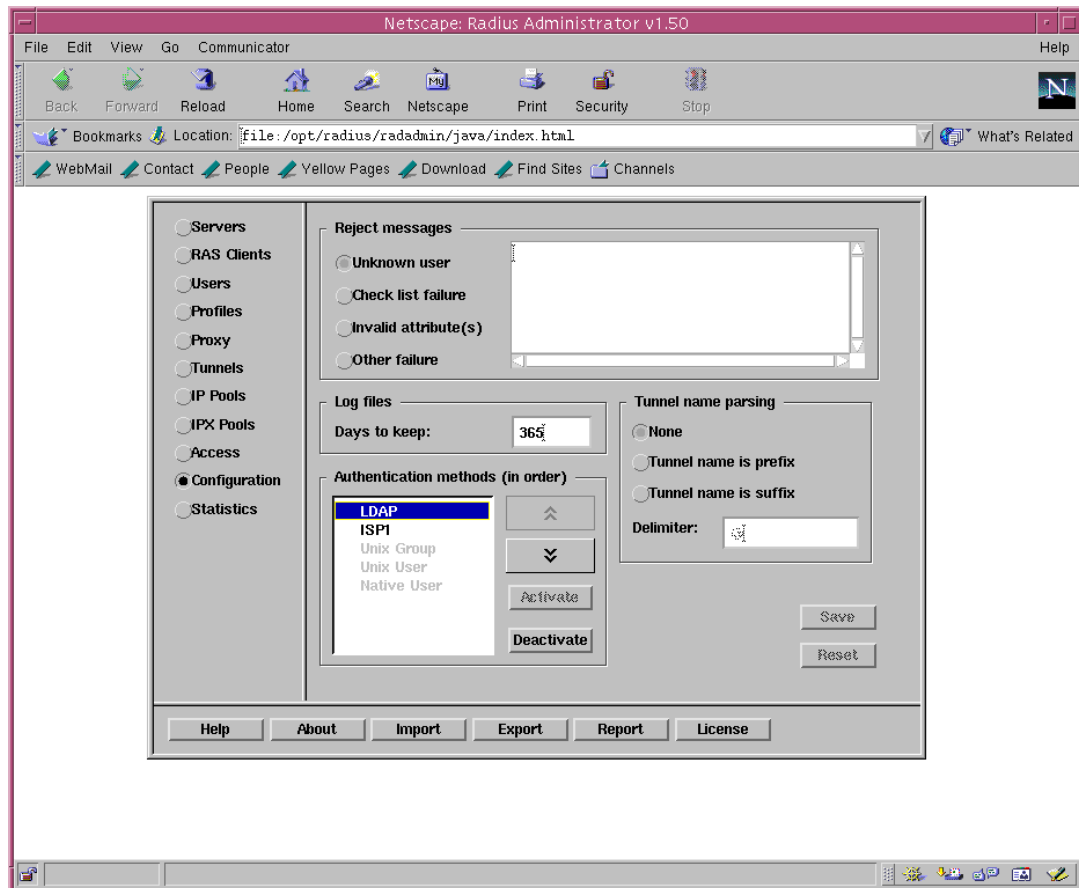 Netscape: Radius Administrator v1.50
File Edit View Go Communicator Help
Back Forward Reload Home Search Netscape Print Security Stop
My
N
Bookmarks Location: file:/opt/radius/radadmin/java/index.html What's Related
WebMail Contact People Yellow Pages Download Find Sites Channels
Servers
RAS Clients
Users
Profiles
Proxy
Tunnels
IP Pools
IPX Pools
Access
Configuration
Statistics
Reject messages
Unknown user
Check list failure
Invalid attribute(s)
Other failure
Log files
Days to keep: 365
Authentication methods (in order)
LDAP
ISP1
Unix Group
Unix User
Native User
Activate
Deactivate
Tunnel name parsing
None
Tunnel name is prefix
Tunnel name is suffix
Delimiter: @
Save
Reset
Help About Import Export Report License